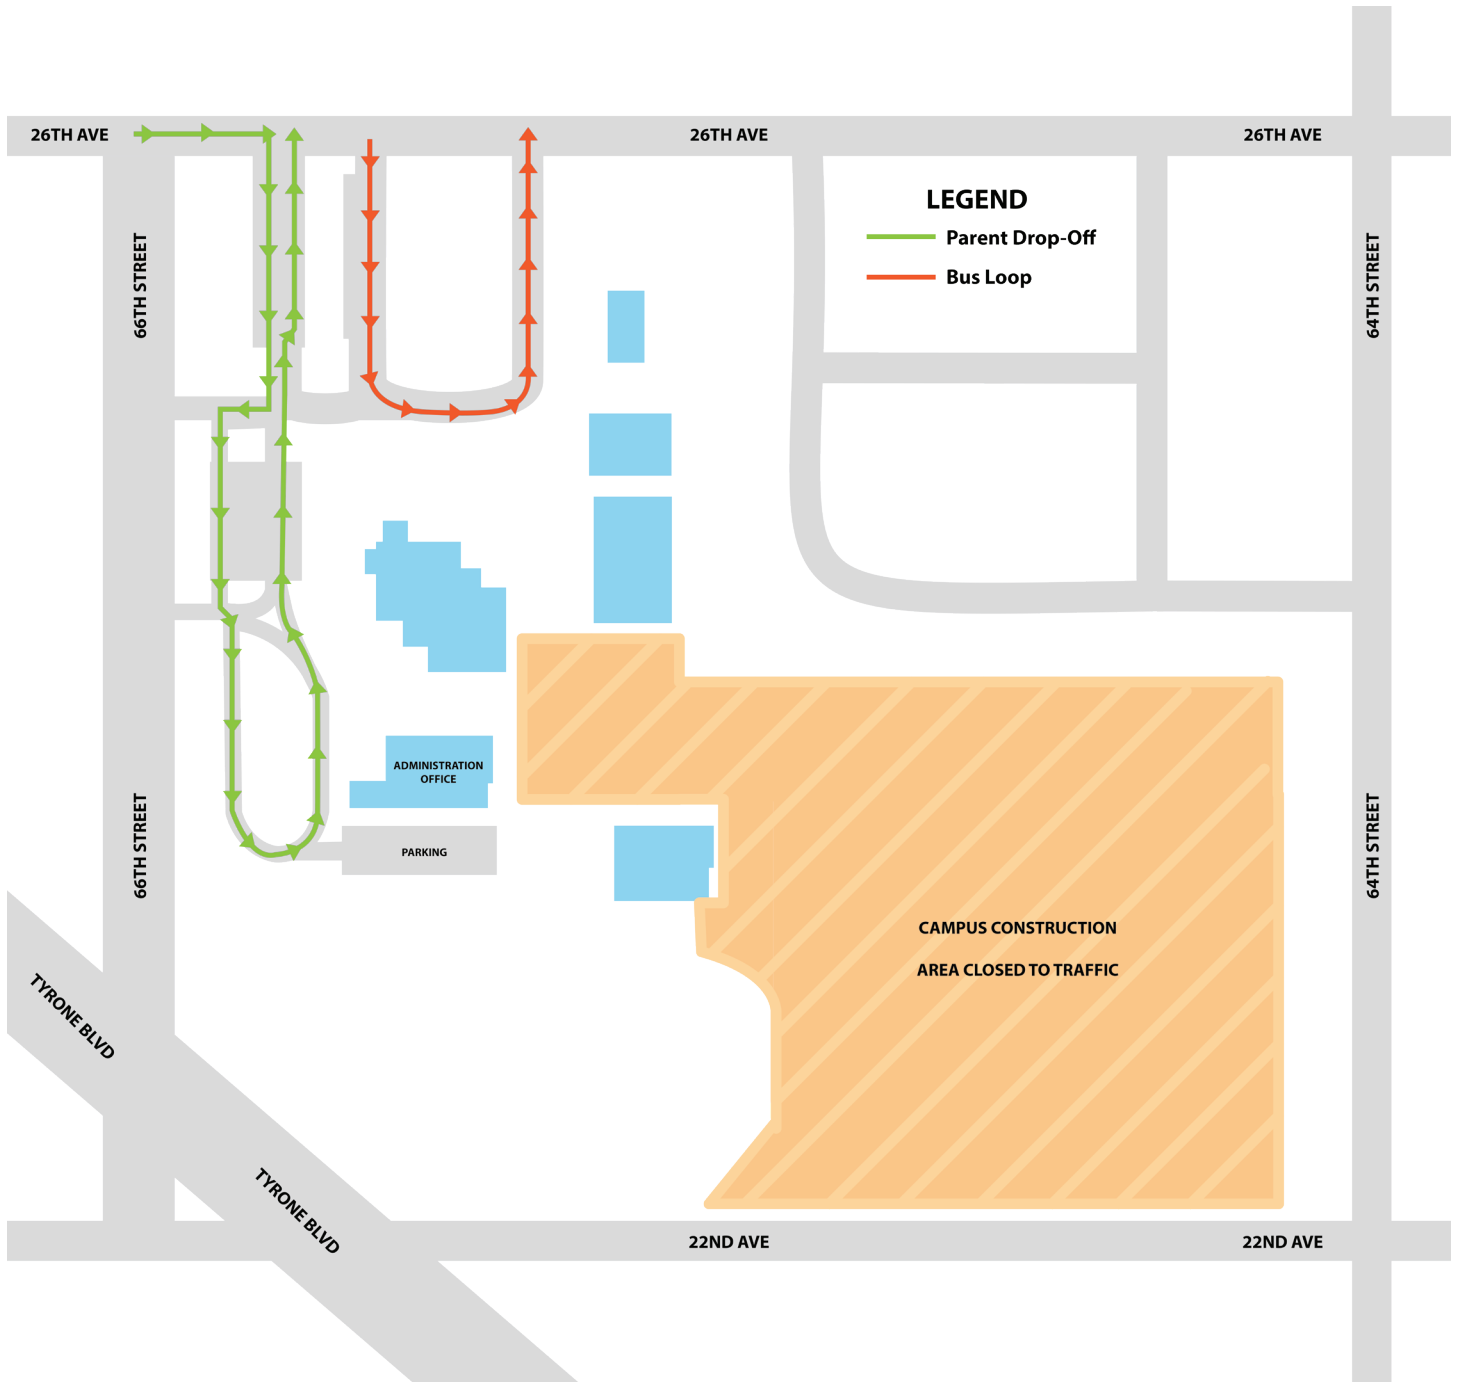 26TH AVE
26TH AVE
26TH AVE
LEGEND
Parent Drop-Off
Bus Loop
66TH STREET
64TH STREET
ADMINISTRATION
OFFICE
PARKING
66TH STREET
64TH STREET
CAMPUS CONSTRUCTION
AREA CLOSED TO TRAFFIC
TYRONE BLVD
TYRONE BLVD
22ND AVE
22ND AVE